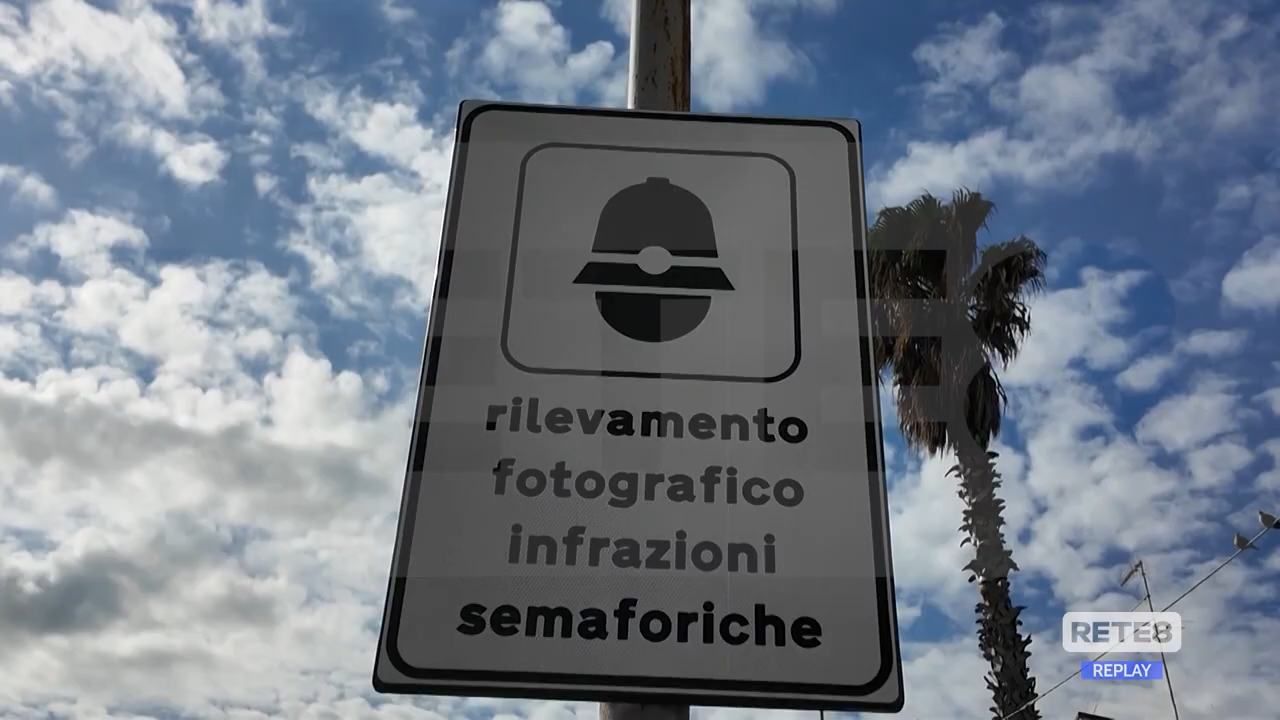 rilevamento
fotografico
infrazioni
semaforiche
RETE8
REPLAY